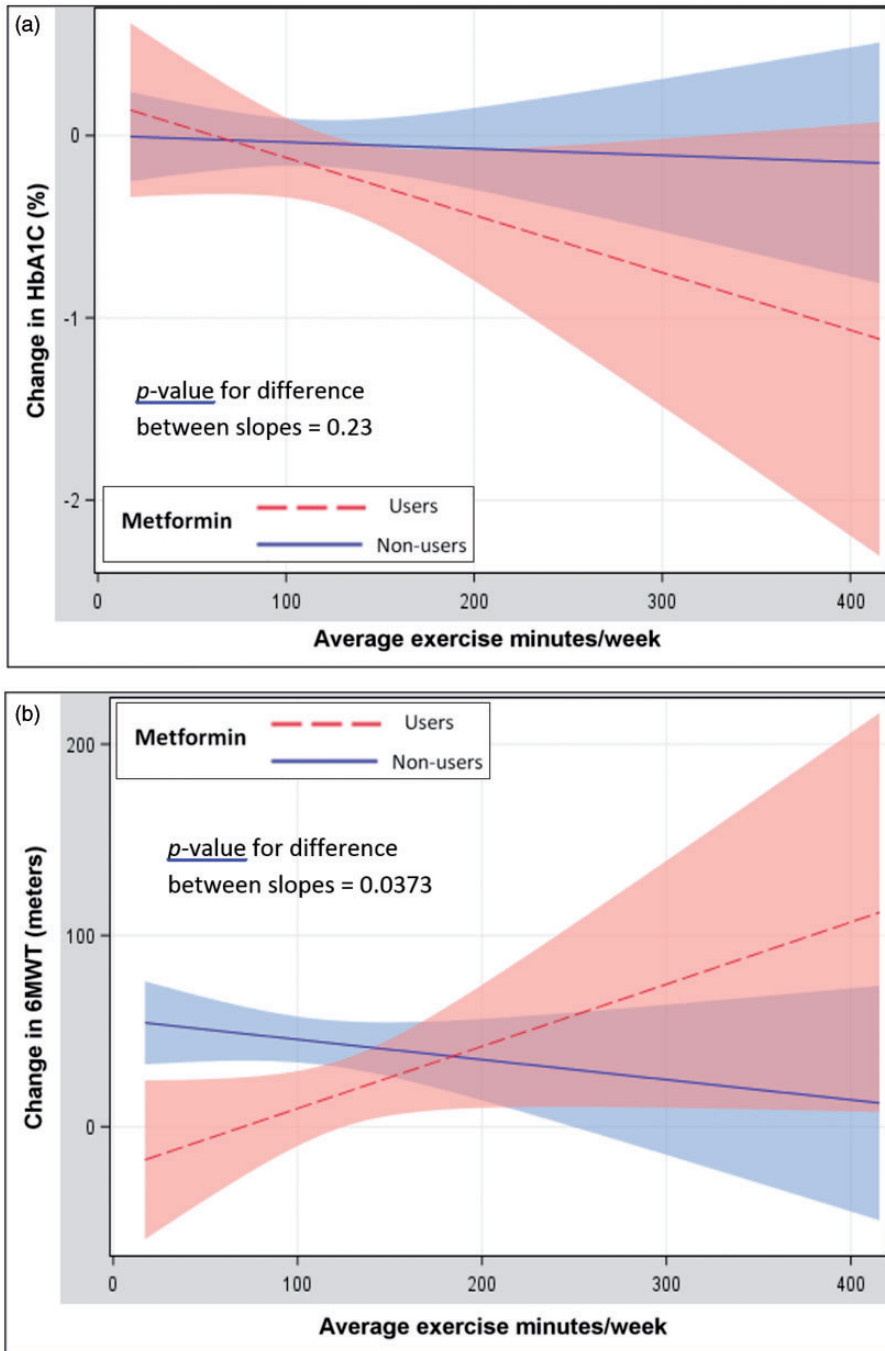 (a)
0
-1
-2
Change in HbA1C (%)
p-value for difference
between slopes = 0.23
Metformin
Users
Non-users
0 100 200 300 400
Average exercise minutes/week
(b)
Metformin
Users
Non-users
200
100
0
Change in 6MWT (meters)
p-value for difference
between slopes = 0.0373
0 100 200 300 400
Average exercise minutes/week